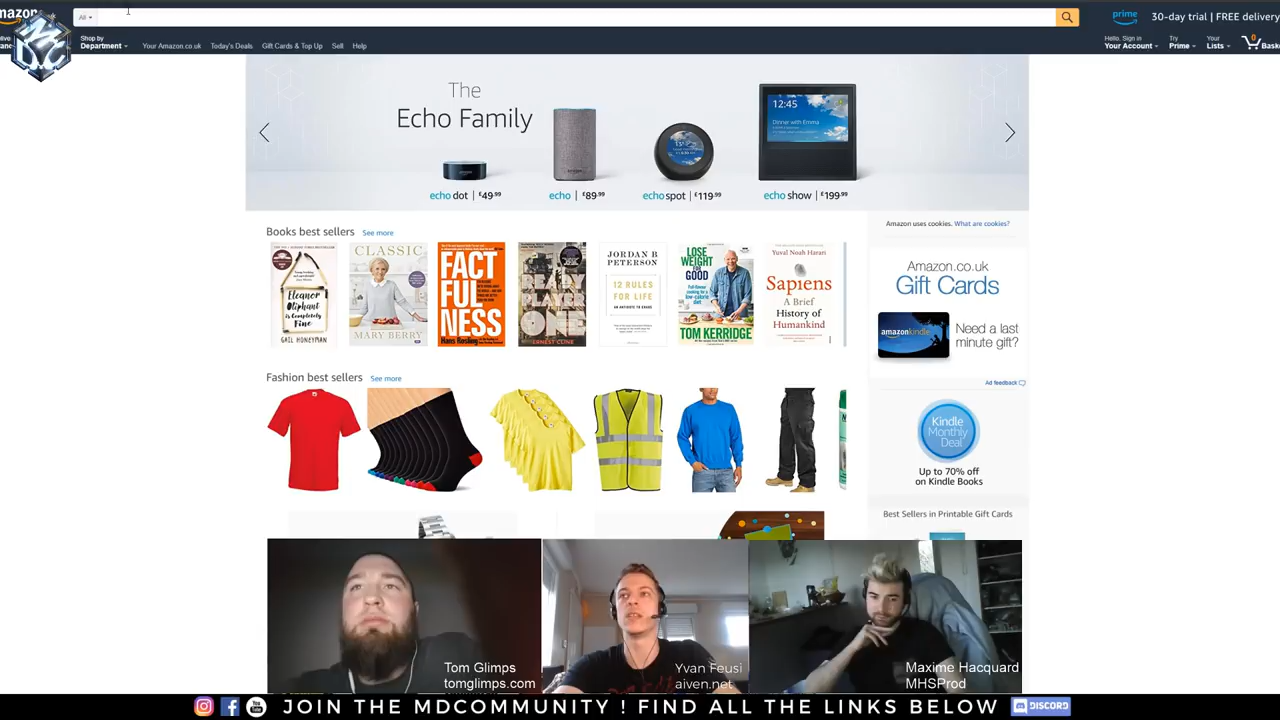 amazon
All
prime
30-day trial | FREE delivery
Shop by
Department
Your Amazon.co.uk
Today's Deals
Gift Cards & Top Up
Sell
Help
Hello. Sign in
Your Account
Try
Prime
Your
Lists
0
Bask
The
Echo Family
12:45
Dinner with Emma
echo dot | £49.99
echo | £89.99
echo spot | £119.99
echo show | £199.99
Books best sellers See more
Eleanor
Oliphant
is Completely
Fine
GAIL HONEYMAN
CLASSIC
MARY BERRY
FACT
FUL
NESS
Hans Rosling
READY
PLAYER
ONE
ERNEST CLINE
JORDAN B
PETERSON
12 RULES
FOR LIFE
AN ANTIDOTE TO CHAOS
LOSE
WEIGHT
FOR
GOOD
TOM KERRIDGE
Yuval Noah Harari
Sapiens
A Brief
History of
Humankind
Amazon uses cookies. What are cookies?
Amazon.co.uk
Gift Cards
amazonkindle
Need a last
minute gift?
Ad feedback
Fashion best sellers See more
Kindle
Monthly
Deal
Up to 70% off
on Kindle Books
Best Sellers in Printable Gift Cards
Tom Glimps
tomglimps.com
Yvan Feusi
aiven.net
Maxime Hacquard
MHSProd
JOIN THE MDCOMMUNITY ! FIND ALL THE LINKS BELOW
DISCORD